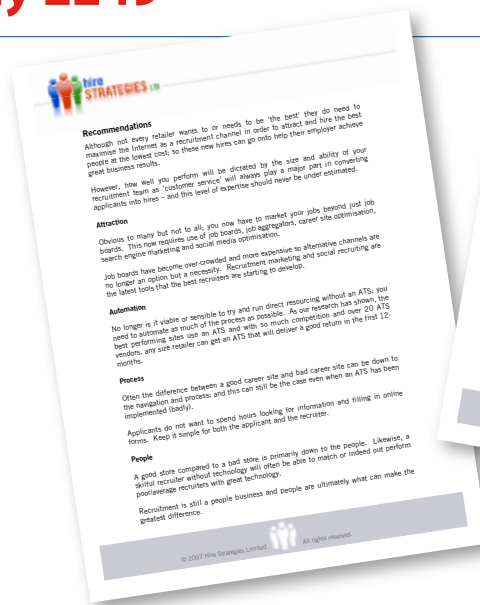 hire
STRATEGIES LTD
Recommendations
Although not every retailer wants to or needs to be 'the best' they do need to
maximise the Internet as a recruitment channel in order to attract and hire the best
people at the lowest cost; so these new hires can go onto help their employer achieve
great business results.
However, how well you perform will be dictated by the size and ability of your
recruitment team as 'customer service' will always play a major part in converting
applicants into hires – and this level of expertise should never be under estimated.
Attraction
Obvious to many but not to all; you now have to market your jobs beyond just job
boards. This now requires use of job boards, job aggregators, career site optimisation,
search engine marketing and social media optimisation.
Job boards have become over-crowded and more expensive so alternative channels are
no longer an option but a necessity. Recruitment marketing and social recruiting are
the latest tools that the best recruiters are starting to develop.
Automation
No longer is it viable or sensible to try and run direct resourcing without an ATS; you
need to automate as much of the process as possible. As our research has shown, the
best performing sites use an ATS and with so much competition and over 20 ATS
vendors, any size retailer can get an ATS that will deliver a good return in the first 12-
months.
Process
Often the difference between a good career site and bad career site can be down to
the navigation and process; and this can still be the case even when an ATS has been
implemented (badly).
Applicants do not want to spend hours looking for information and filling in online
forms. Keep it simple for both the applicant and the recruiter.
People
A good store compared to a bad store is primarily down to the people. Likewise, a
skilful recruiter without technology will often be able to match or indeed out perform
poor/average recruiters with great technology.
Recruitment is still a people business and people are ultimately what can make the
greatest difference.
© 2007 Hire Strategies Limited. All rights reserved.